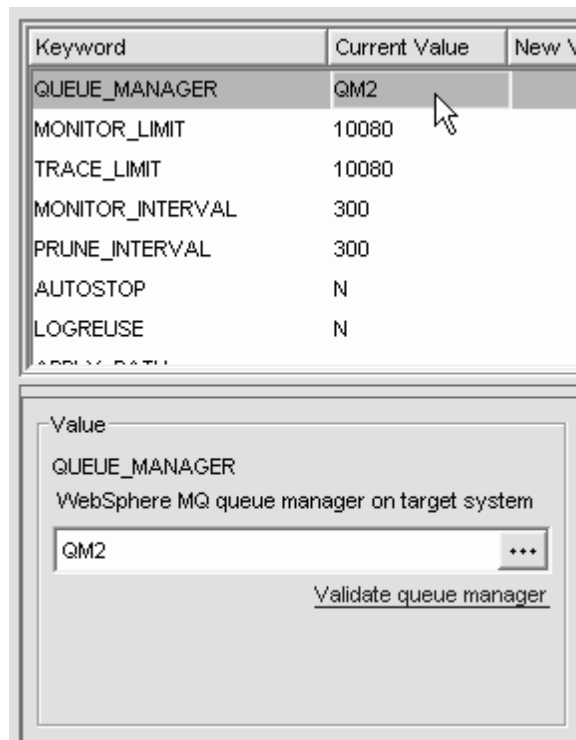 Keyword Current Value New V
QUEUE_MANAGER QM2
MONITOR_LIMIT 10080
TRACE_LIMIT 10080
MONITOR_INTERVAL 300
PRUNE_INTERVAL 300
AUTOSTOP N
LOGREUSE N
Value
QUEUE_MANAGER
WebSphere MQ queue manager on target system
QM2 ...
Validate queue manager